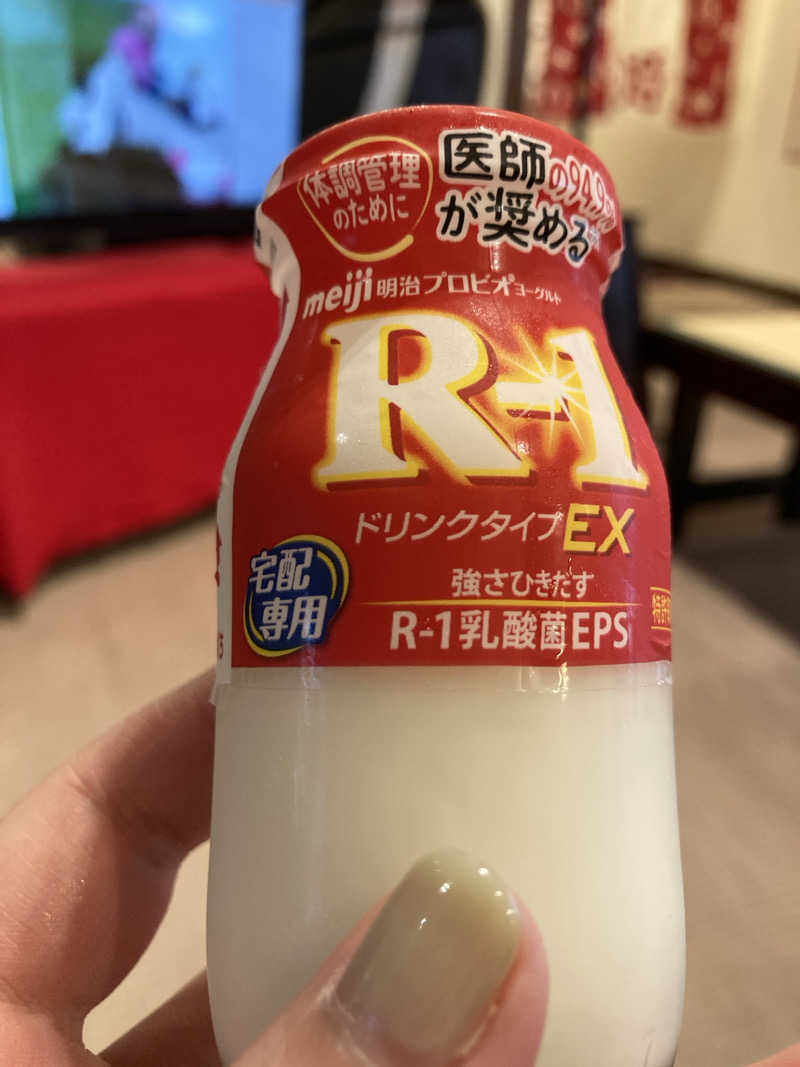 体調管理
のために
医師の94.9%
が奨める
meiji 明治プロビオヨーグルト
R-1
ドリンクタイプEX
宅配
専用
強さひきだす
R-1乳酸菌EPS